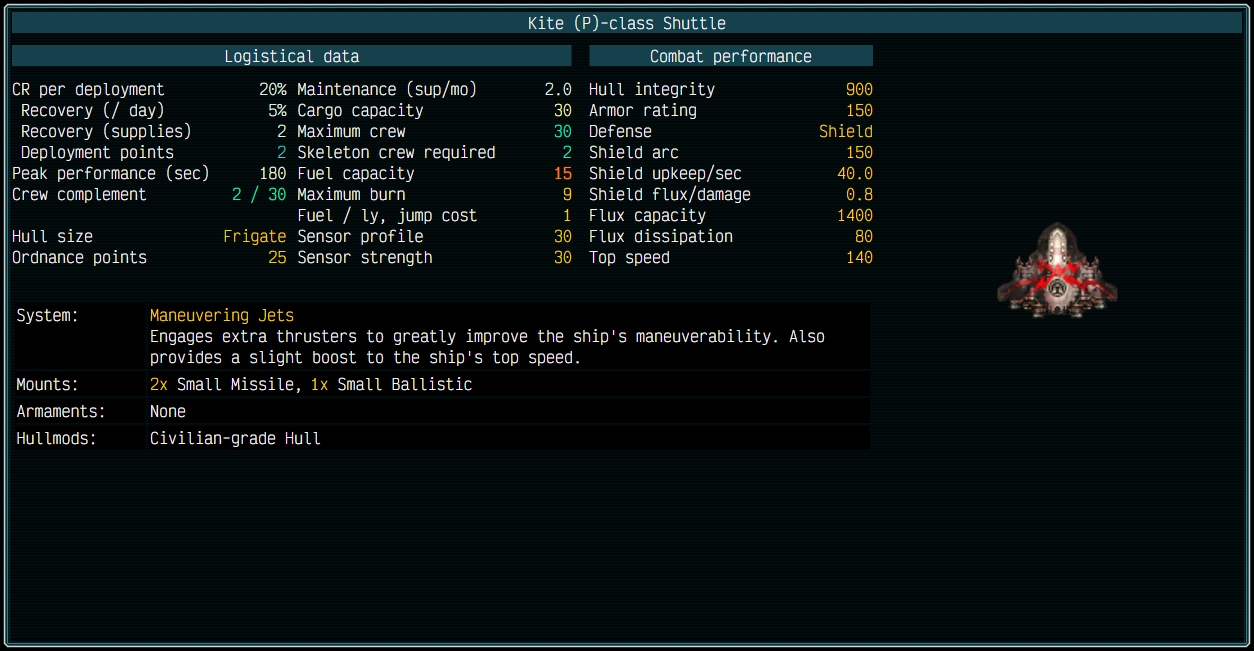 Kite (P)-class Shuttle
Logistical data
CR per deployment 20%
Recovery (/ day) 5%
Recovery (supplies) 2
Deployment points 2
Peak performance (sec) 180
Crew complement 2 / 30
Hull size Frigate
Ordnance points 25
Maintenance (sup/mo) 2.0
Cargo capacity 30
Maximum crew 30
Skeleton crew required 2
Fuel capacity 15
Maximum burn 9
Fuel / ly, jump cost 1
Sensor profile 30
Sensor strength 30
Combat performance
Hull integrity 900
Armor rating 150
Defense Shield
Shield arc 150
Shield upkeep/sec 40.0
Shield flux/damage 0.8
Flux capacity 1400
Flux dissipation 80
Top speed 140
System: Maneuvering Jets
Engages extra thrusters to greatly improve the ship's maneuverability. Also
provides a slight boost to the ship's top speed.
Mounts: 2x Small Missile, 1x Small Ballistic
Armaments: None
Hullmods: Civilian-grade Hull